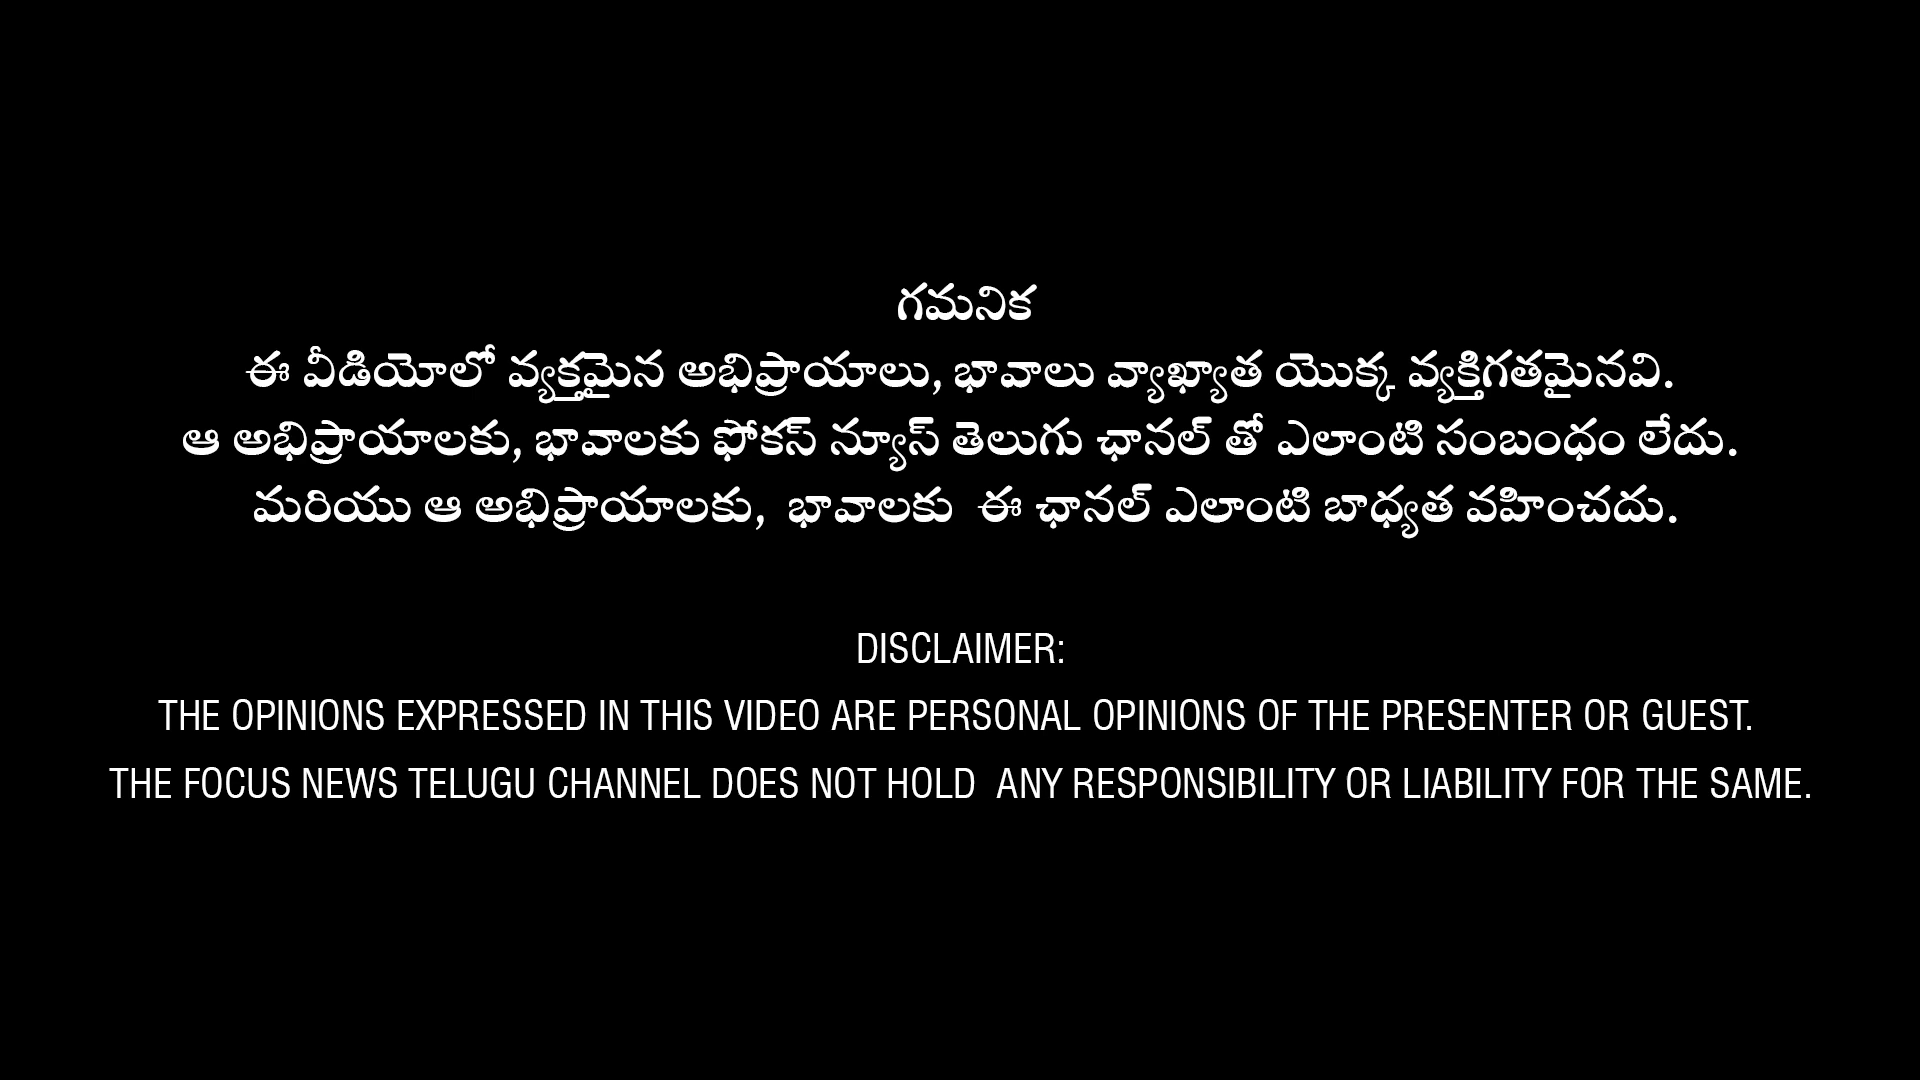 గమనిక
ఈ వీడియోలో వ్యక్తమైన అభిప్రాయాలు, భావాలు వ్యాఖ్యాత యొక్క వ్యక్తిగతమైనవి.
ఆ అభిప్రాయాలకు, భావాలకు ఫోకస్ న్యూస్ తెలుగు ఛానల్ తో ఎలాంటి సంబంధం లేదు.
మరియు ఆ అభిప్రాయాలకు, భావాలకు ఈ ఛానల్ ఎలాంటి బాధ్యత వహించదు.
DISCLAIMER:
THE OPINIONS EXPRESSED IN THIS VIDEO ARE PERSONAL OPINIONS OF THE PRESENTER OR GUEST.
THE FOCUS NEWS TELUGU CHANNEL DOES NOT HOLD ANY RESPONSIBILITY OR LIABILITY FOR THE SAME.